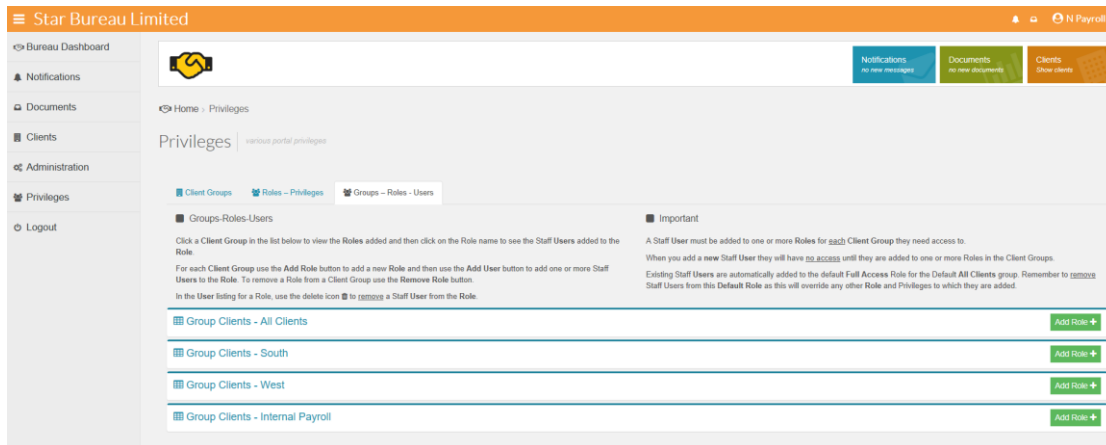 Star Bureau Limited
N Payroll
Bureau Dashboard
Notifications
Documents
Clients
Administration
Privileges
Logout
Notifications
no new messages
Documents
no new documents
Clients
Show clients
Home › Privileges
Privileges
various portal privileges
Client Groups
Roles – Privileges
Groups – Roles - Users
Groups-Roles-Users
Click a Client Group in the list below to view the Roles added and then click on the Role name to see the Staff Users added to the
Role.
For each Client Group use the Add Role button to add a new Role and then use the Add User button to add one or more Staff
Users to the Role. To remove a Role from a Client Group use the Remove Role button.
In the User listing for a Role, use the delete icon to remove a Staff User from the Role.
Important
A Staff User must be added to one or more Roles for each Client Group they need access to.
When you add a new Staff User they will have no access until they are added to one or more Roles in the Client Groups.
Existing Staff Users are automatically added to the default Full Access Role for the Default All Clients group. Remember to remove
Staff Users from this Default Role as this will override any other Role and Privileges to which they are added.
Group Clients - All Clients
Add Role +
Group Clients - South
Add Role +
Group Clients - West
Add Role +
Group Clients - Internal Payroll
Add Role +